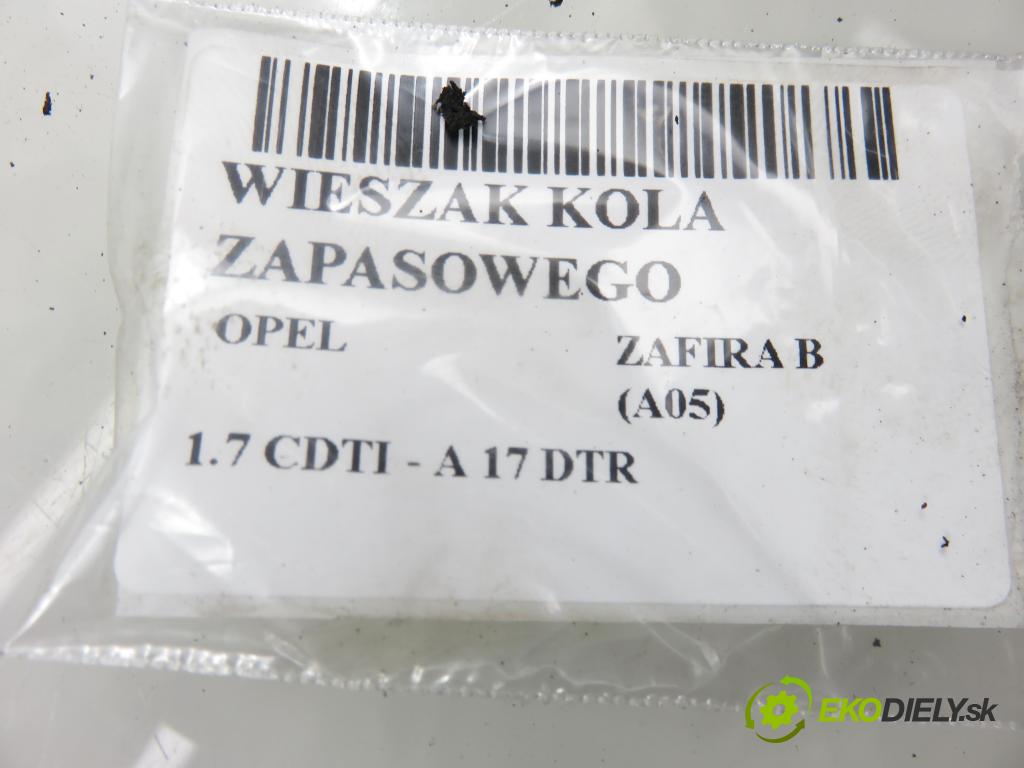 WIESZAK KOLA
ZAPASOWEGO
OPEL ZAFIRA B
(A05)
1.7 CDTI - A 17 DTR
EKODIELY.sk